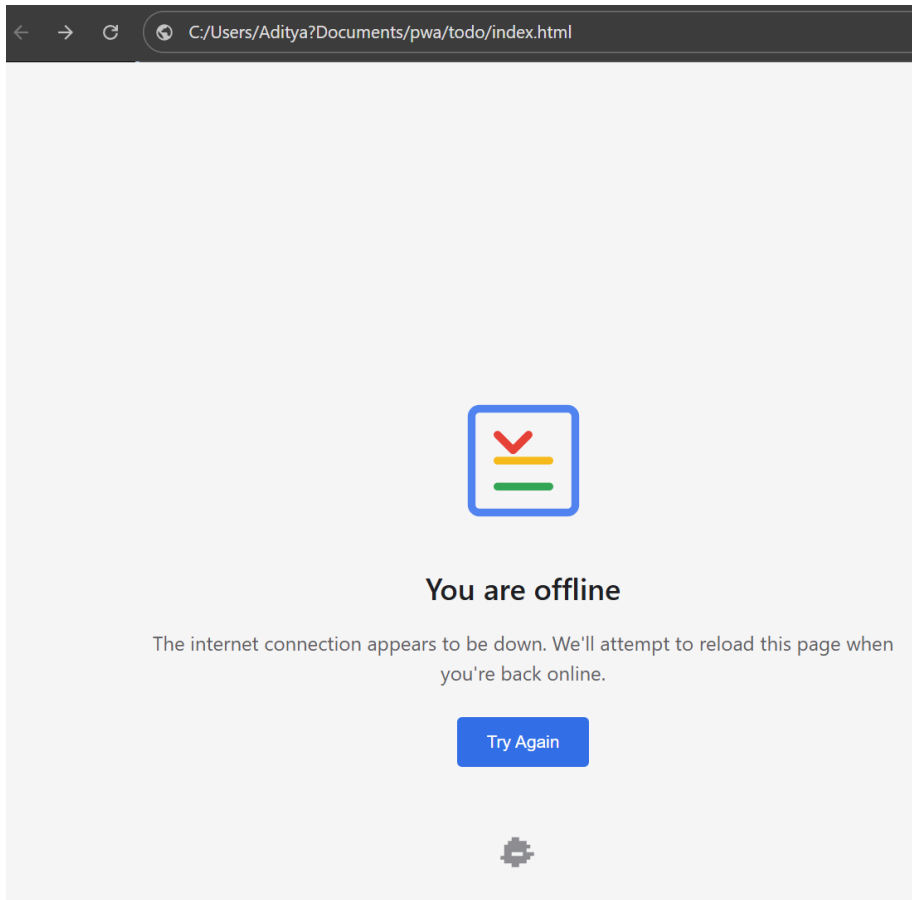 C:/Users/Aditya?Documents/pwa/todo/index.html
You are offline
The internet connection appears to be down. We'll attempt to reload this page when
you're back online.
Try Again